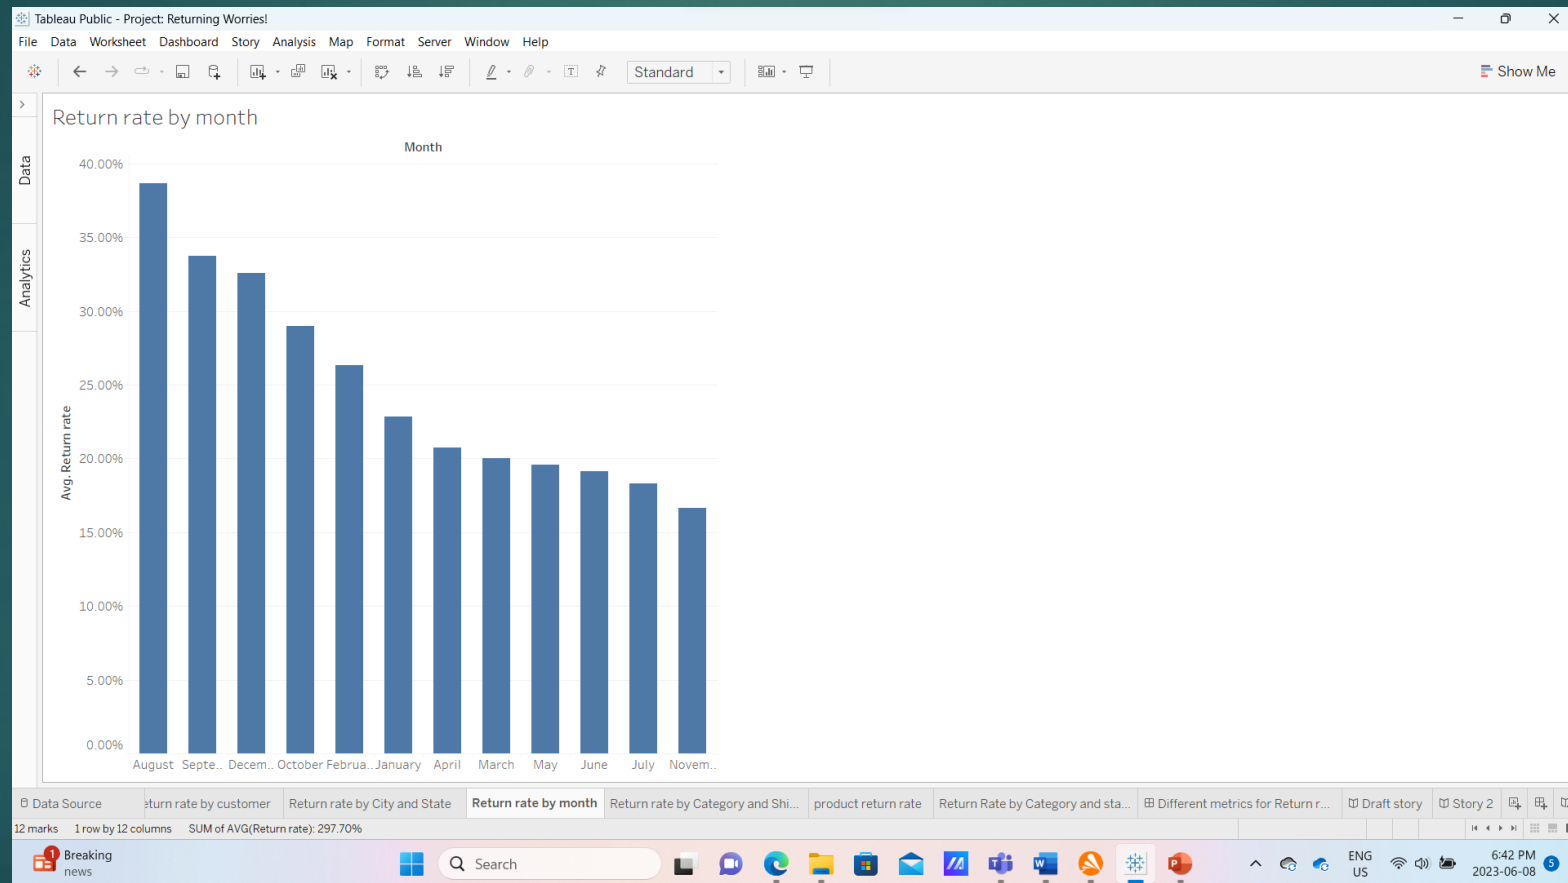 Tableau Public - Project: Returning Worries!
File Data Worksheet Dashboard Story Analysis Map Format Server Window Help
Standard
Show Me
Data
Analytics
Return rate by month
Month
Avg. Return rate
40.00%
35.00%
30.00%
25.00%
20.00%
15.00%
10.00%
5.00%
0.00%
August Septe.. Decem.. October Februa.. January April March May June July Novem..
Data Source eturn rate by customer Return rate by City and State Return rate by month Return rate by Category and Shi... product return rate Return Rate by Category and sta... Different metrics for Return r... Draft story Story 2
12 marks 1 row by 12 columns SUM of AVG(Return rate): 297.70%
1 Breaking
news
Search
ENG
US
6:42 PM
2023-06-08
5